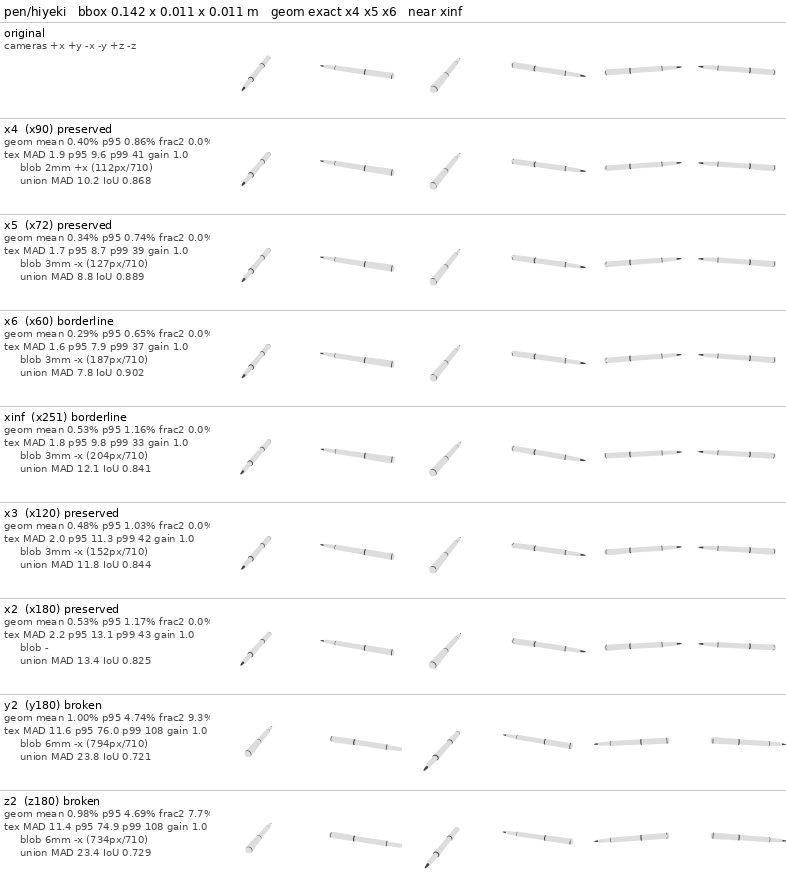 pen/hiyeki bbox 0.142 x 0.011 x 0.011 m geom exact x4 x5 x6 near xinf
original
cameras +x +y -x -y +z -z
x4 (x90) preserved
geom mean 0.40% p95 0.86% frac2 0.0%
tex MAD 1.9 p95 9.6 p99 41 gain 1.0
blob 2mm +x (112px/710)
union MAD 10.2 IoU 0.868
x5 (x72) preserved
geom mean 0.34% p95 0.74% frac2 0.0%
tex MAD 1.7 p95 8.7 p99 39 gain 1.0
blob 3mm -x (127px/710)
union MAD 8.8 IoU 0.889
x6 (x60) borderline
geom mean 0.29% p95 0.65% frac2 0.0%
tex MAD 1.6 p95 7.9 p99 37 gain 1.0
blob 3mm -x (187px/710)
union MAD 7.8 IoU 0.902
xinf (x251) borderline
geom mean 0.53% p95 1.16% frac2 0.0%
tex MAD 1.8 p95 9.8 p99 33 gain 1.0
blob 3mm -x (204px/710)
union MAD 12.1 IoU 0.841
x3 (x120) preserved
geom mean 0.48% p95 1.03% frac2 0.0%
tex MAD 2.0 p95 11.3 p99 42 gain 1.0
blob 3mm -x (152px/710)
union MAD 11.8 IoU 0.844
x2 (x180) preserved
geom mean 0.53% p95 1.17% frac2 0.0%
tex MAD 2.2 p95 13.1 p99 43 gain 1.0
blob -
union MAD 13.4 IoU 0.825
y2 (y180) broken
geom mean 1.00% p95 4.74% frac2 9.3%
tex MAD 11.6 p95 76.0 p99 108 gain 1.0
blob 6mm -x (794px/710)
union MAD 23.8 IoU 0.721
z2 (z180) broken
geom mean 0.98% p95 4.69% frac2 7.7%
tex MAD 11.4 p95 74.9 p99 108 gain 1.0
blob 6mm -x (734px/710)
union MAD 23.4 IoU 0.729